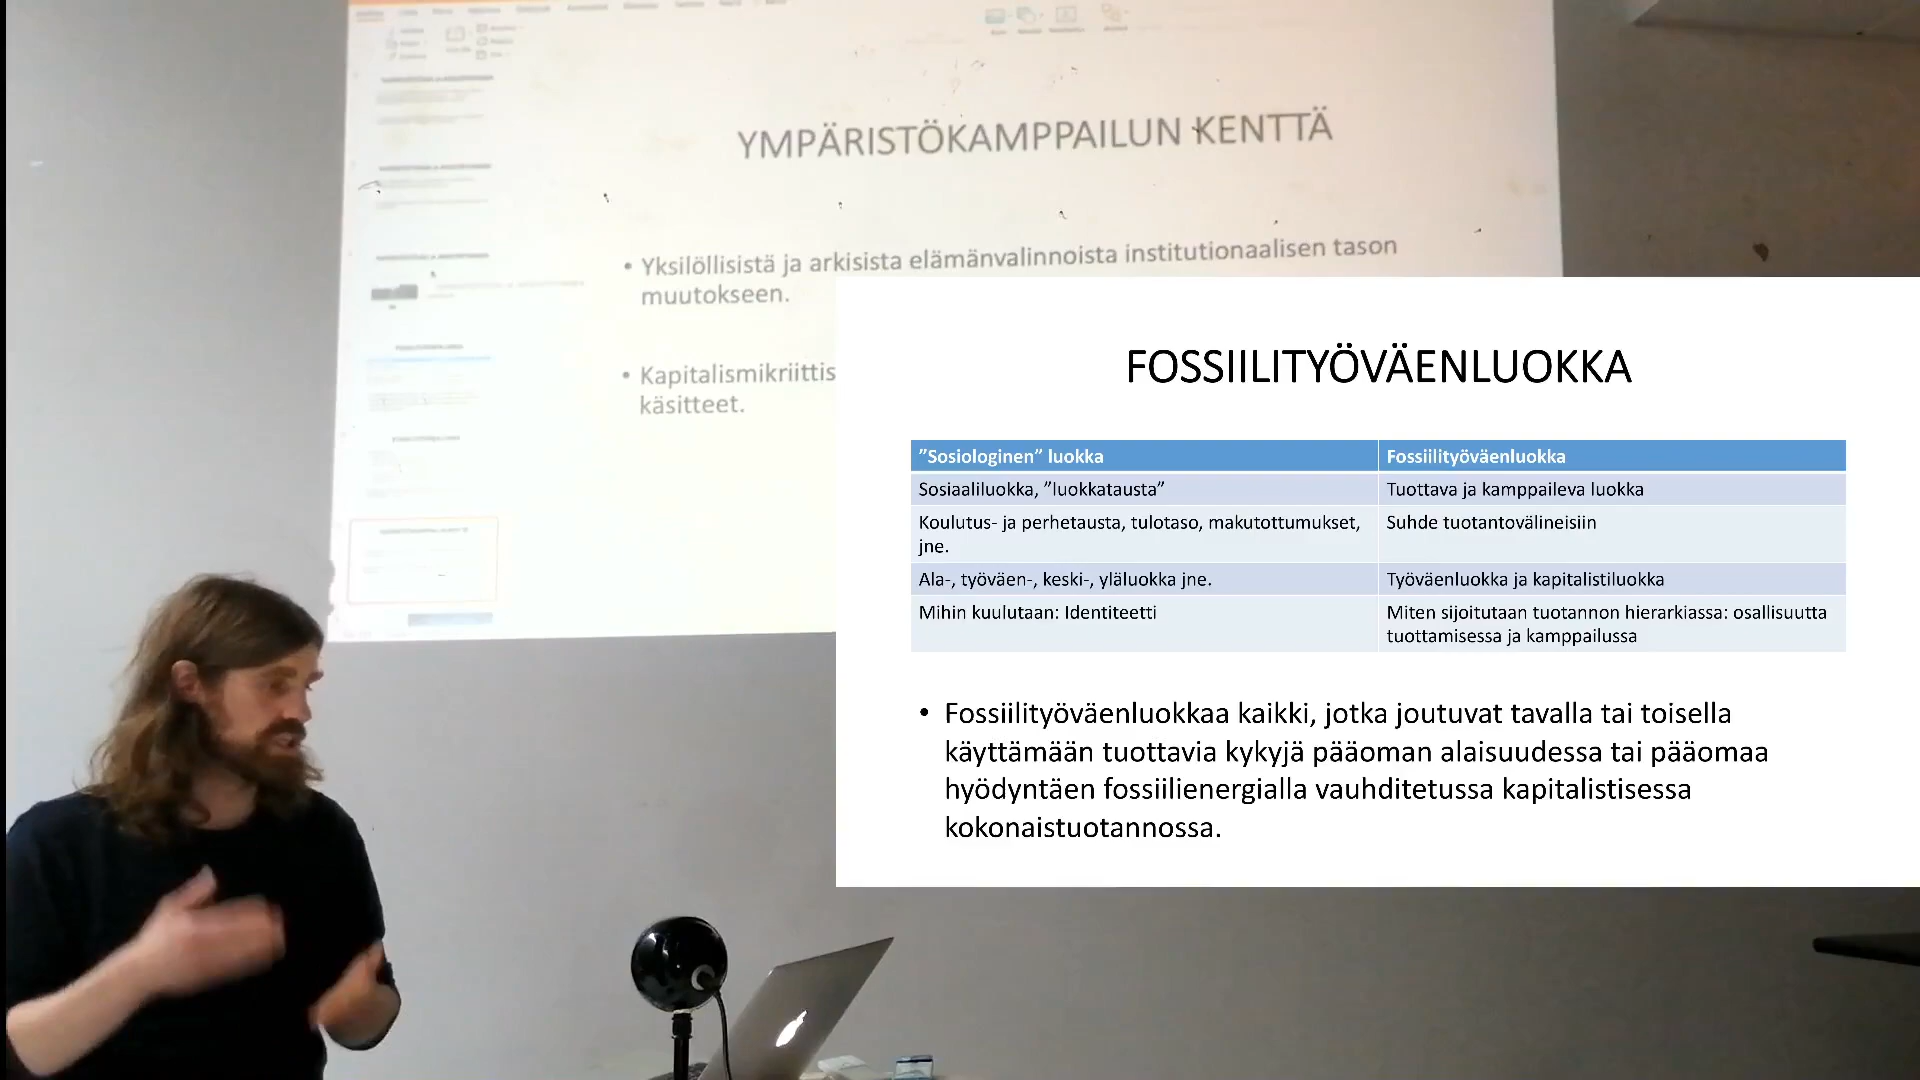 YMPÄRISTÖKAMPPAILUN KENTTÄ
• Yksilöllisistä ja arkisista elämänvalinnoista institutionaalisen tason
muutokseen.
• Kapitalismikriittis
käsitteet.
FOSSIILITYÖVÄENLUOKKA
”Sosiologinen” luokka
Fossiilityöväenluokka
Sosiaaliluokka, ”luokkatausta”
Tuottava ja kamppaileva luokka
Koulutus- ja perhetausta, tulotaso, makutottumukset,
jne.
Suhde tuotantovälineisiin
Ala-, työväen-, keski-, yläluokka jne.
Työväenluokka ja kapitalistiluokka
Mihin kuulutaan: Identiteetti
Miten sijoitutaan tuotannon hierarkiassa: osallisuutta
tuottamisessa ja kamppailussa
• Fossiilityöväenluokkaa kaikki, jotka joutuvat tavalla tai toisella
käyttämään tuottavia kykyjä pääoman alaisuudessa tai pääomaa
hyödyntäen fossiilienergialla vauhditetussa kapitalistisessa
kokonaistuotannossa.